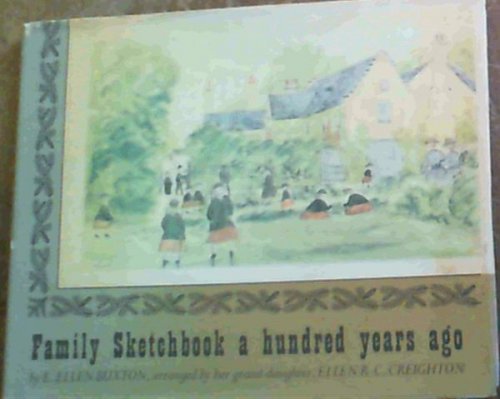 Family Sketchbook a hundred years ago
by E. ELLEN BUXTON, arranged by her grand-daughter, ELLEN R. C. CREIGHTON